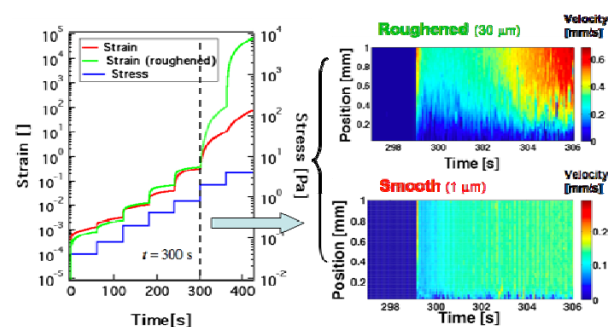 Strain
Strain (roughened)
Stress
Strain []
10^5
10^4
10^3
10^2
10^1
10^0
10^-1
10^-2
10^-3
10^-4
10^-5
10^4
10^3
10^2
10^1
10^0
10^-1
10^-2
Stress [Pa]
t = 300 s
0 100 200 300 400
Time[s]
Roughened (30 μm)
Velocity
[mm/s]
Position [mm]
1
0.8
0.6
0.4
0.2
0.6
0.4
0.2
0
298 300 302 304 306
Time [s]
Smooth (1 μm)
Velocity
[mm/s]
Position [mm]
1
0.8
0.6
0.4
0.2
0.2
0.1
0
298 300 302 304 306
Time [s]